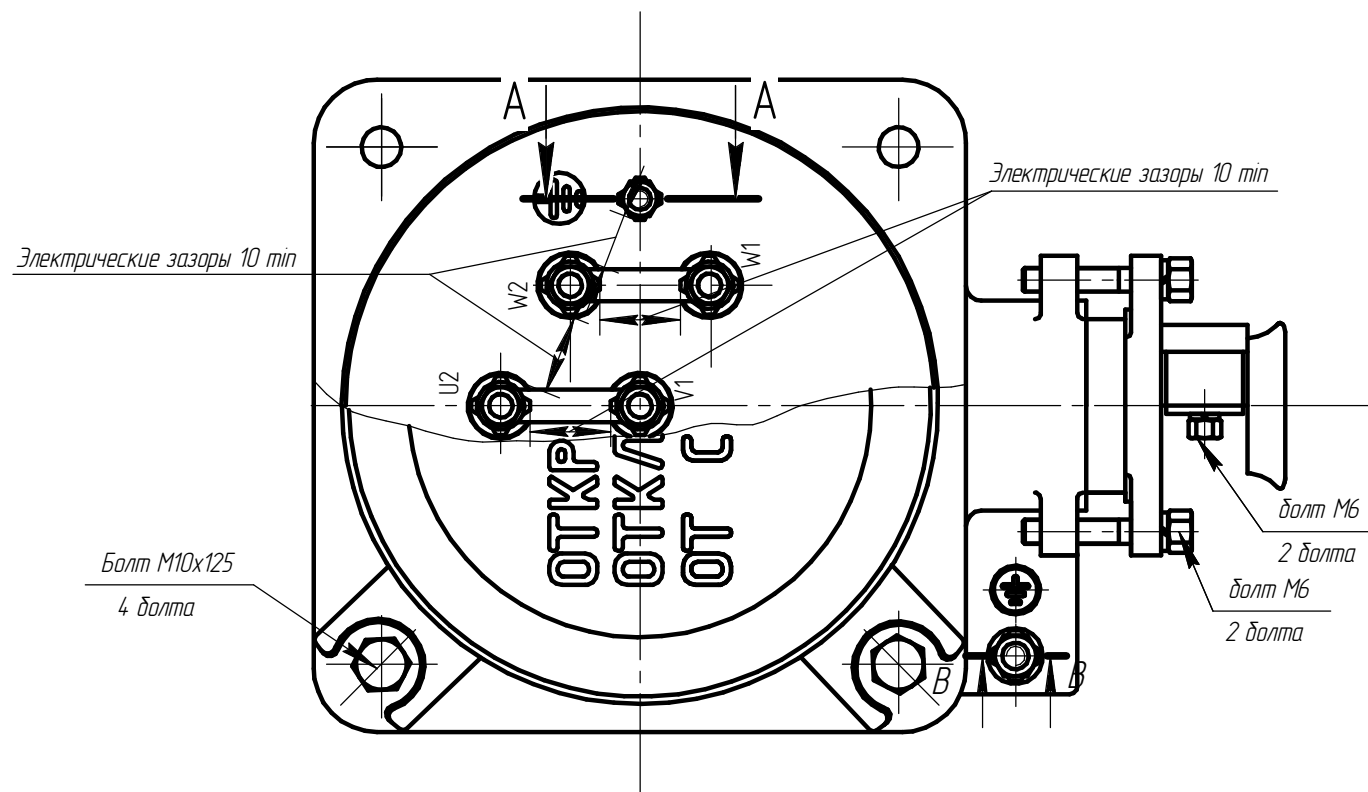 A
A
Электрические зазоры 10 min
Электрические зазоры 10 min
W1
W2
U2
V1
ОТКР
ОТКЛ
ОТ С
болт М6
2 болта
Болт М10х125
4 болта
болт М6
2 болта
B
B